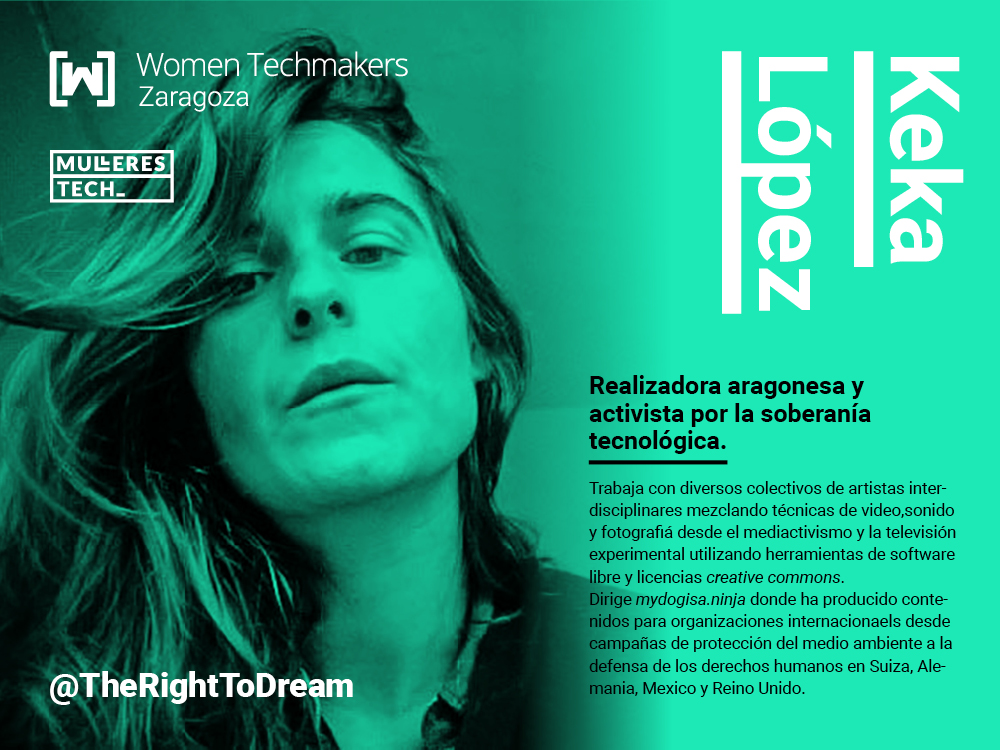 [W] Women Techmakers
Zaragoza
MULLERES
TECH_
Keka
López
Realizadora aragonesa y
activista por la soberanía
tecnológica.
Trabaja con diversos colectivos de artistas inter-
disciplinares mezclando técnicas de video,sonido
y fotografiá desde el mediactivismo y la televisión
experimental utilizando herramientas de software
libre y licencias creative commons.
Dirige mydogisa.ninja donde ha producido conte-
nidos para organizaciones internacionaels desde
campañas de protección del medio ambiente a la
defensa de los derechos humanos en Suiza, Ale-
mania, Mexico y Reino Unido.
@TheRightToDream